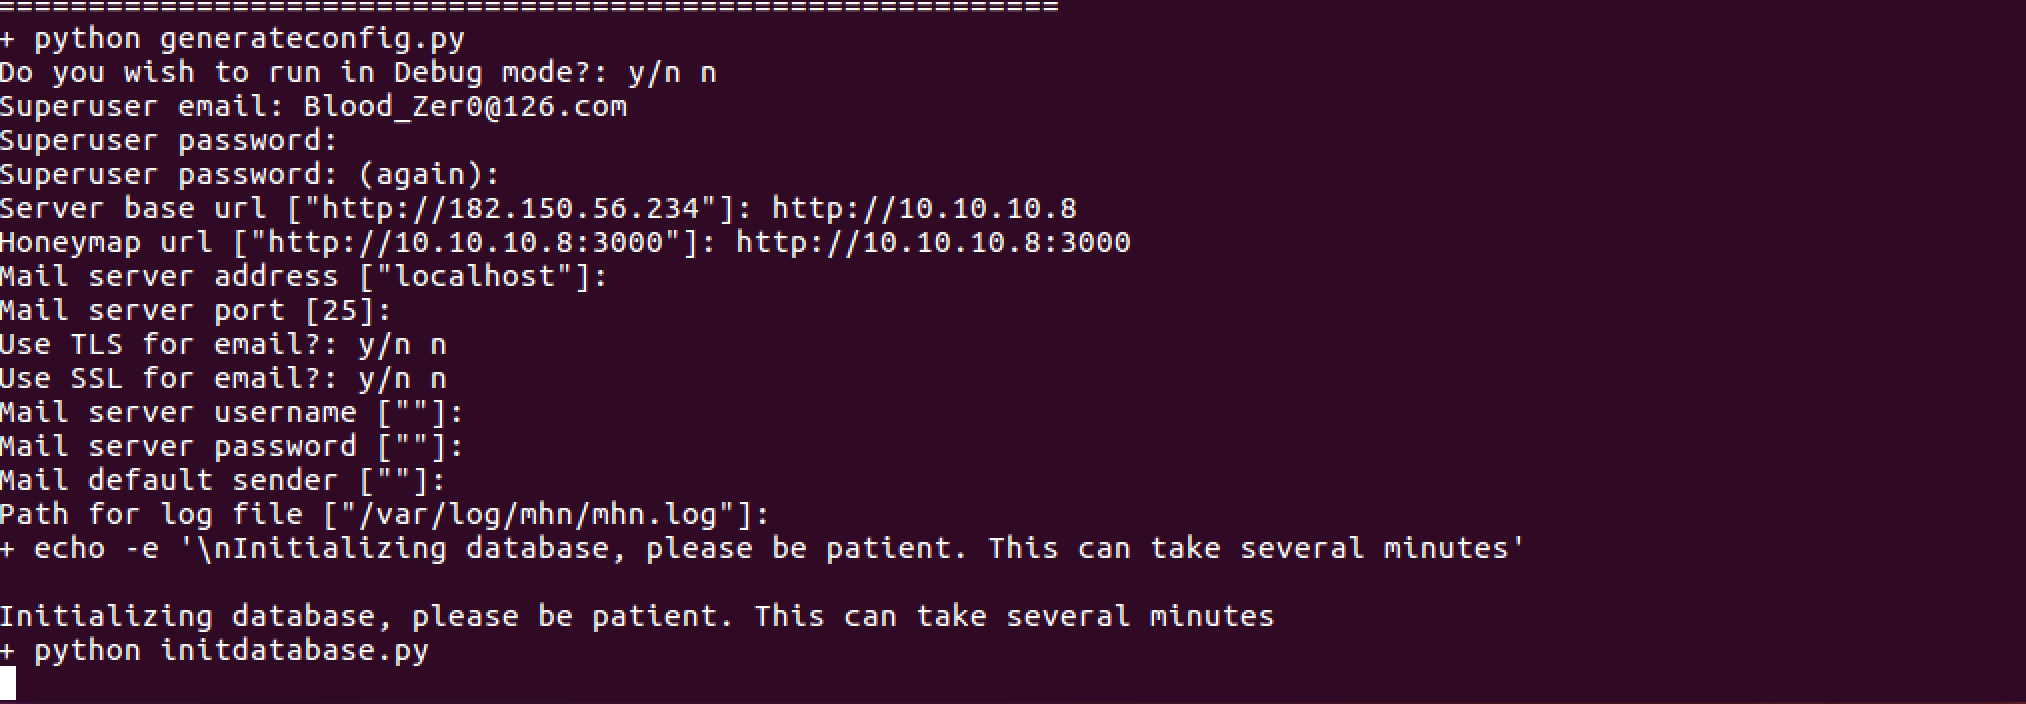 ===========================================================
+ python generateconfig.py
Do you wish to run in Debug mode?: y/n n
Superuser email: Blood_Zer0@126.com
Superuser password:
Superuser password: (again):
Server base url ["http://182.150.56.234"]: http://10.10.10.8
Honeymap url ["http://10.10.10.8:3000"]: http://10.10.10.8:3000
Mail server address ["localhost"]:
Mail server port [25]:
Use TLS for email?: y/n n
Use SSL for email?: y/n n
Mail server username [""]:
Mail server password [""]:
Mail default sender [""]:
Path for log file ["/var/log/mhn/mhn.log"]:
+ echo -e '\nInitializing database, please be patient. This can take several minutes'
Initializing database, please be patient. This can take several minutes
+ python initdatabase.py